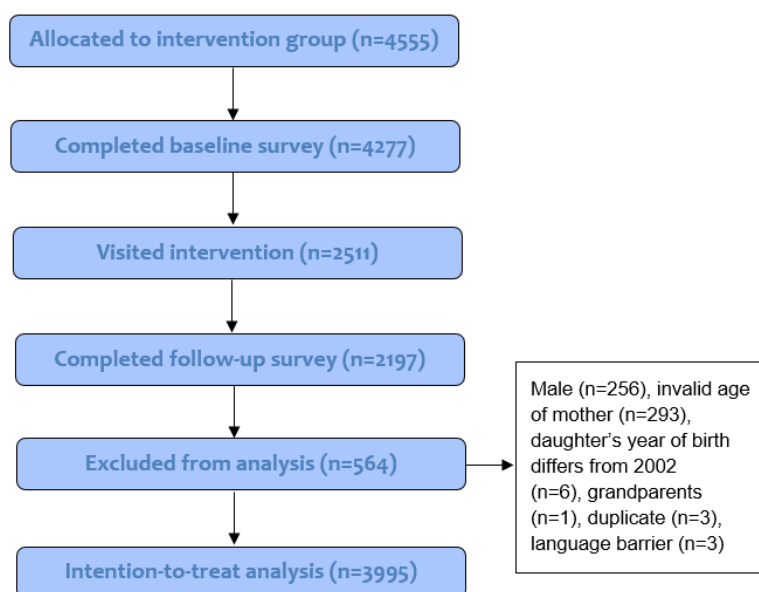 Allocated to intervention group (n=4555)
Completed baseline survey (n=4277)
Visited intervention (n=2511)
Completed follow-up survey (n=2197)
Excluded from analysis (n=564)
Male (n=256), invalid age
of mother (n=293),
daughter’s year of birth
differs from 2002
(n=6), grandparents
(n=1), duplicate (n=3),
language barrier (n=3)
Intention-to-treat analysis (n=3995)